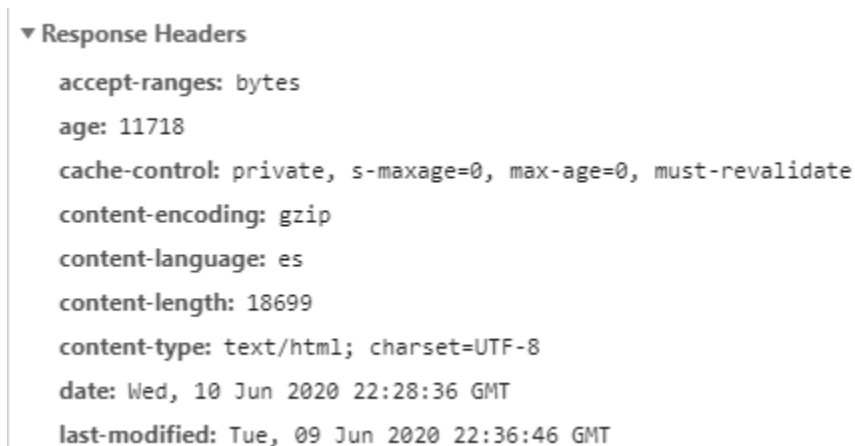 Response Headers
accept-ranges: bytes
age: 11718
cache-control: private, s-maxage=0, max-age=0, must-revalidate
content-encoding: gzip
content-language: es
content-length: 18699
content-type: text/html; charset=UTF-8
date: Wed, 10 Jun 2020 22:28:36 GMT
last-modified: Tue, 09 Jun 2020 22:36:46 GMT